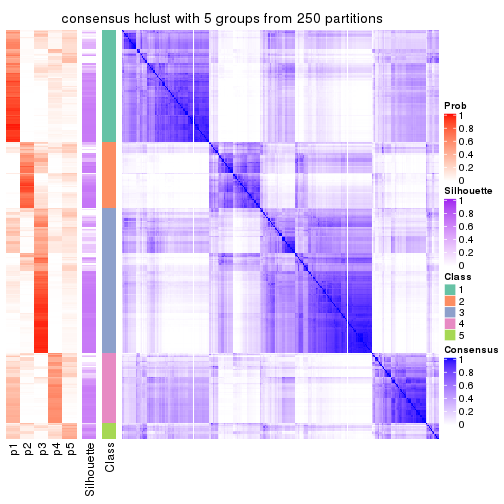 consensus hclust with 5 groups from 250 partitions
Prob
1
0.8
0.6
0.4
0.2
0
Silhouette
1
0.8
0.6
0.4
0.2
0
Class
1
2
3
4
5
Consensus
1
0.8
0.6
0.4
0.2
0
p1
p2
p3
p4
p5
Silhouette
Class